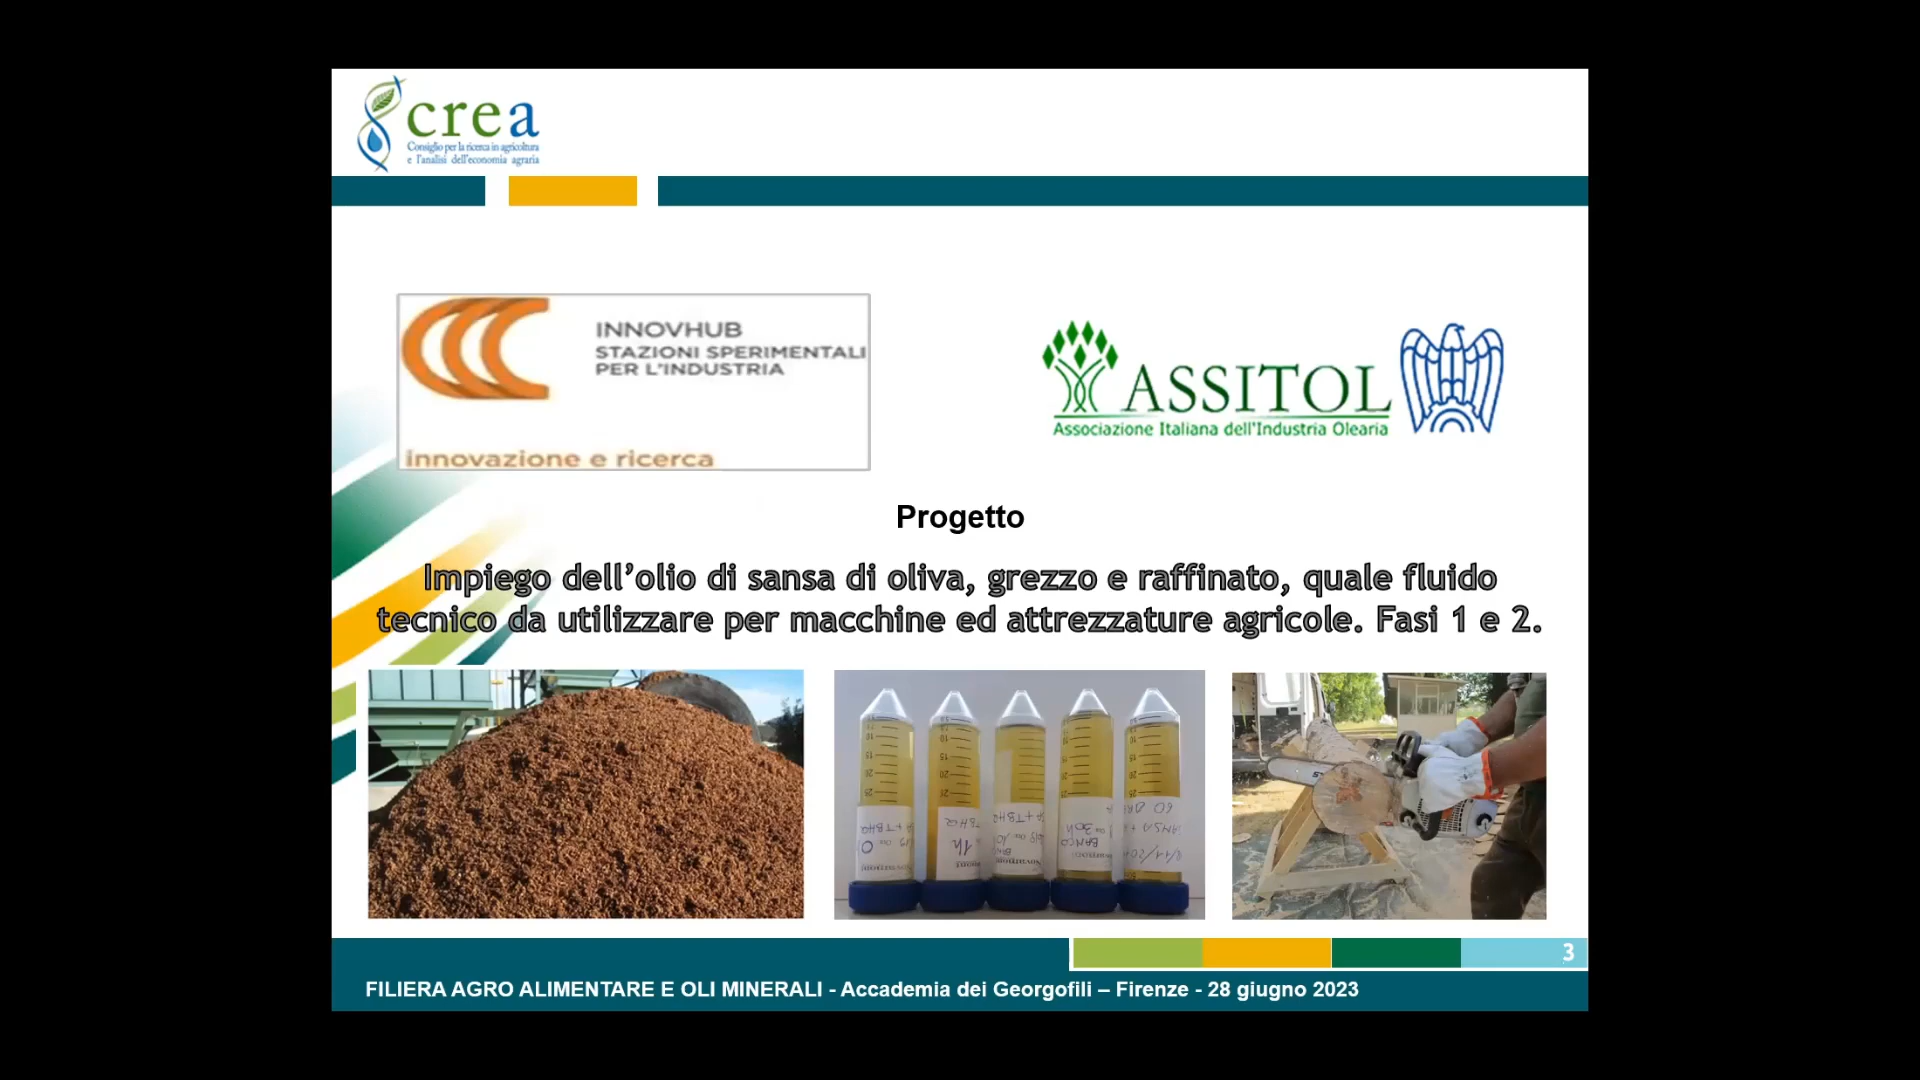 crea
Consiglio per la ricerca in agricoltura
e l'analisi dell'economia agraria
INNOVHUB
STAZIONI SPERIMENTALI
PER L'INDUSTRIA
innovazione e ricerca
ASSITOL
Associazione Italiana dell'Industria Olearia
Progetto
Impiego dell'olio di sansa di oliva, grezzo e raffinato, quale fluido
tecnico da utilizzare per macchine ed attrezzature agricole. Fasi 1 e 2.
3
FILIERA AGRO ALIMENTARE E OLI MINERALI - Accademia dei Georgofili – Firenze - 28 giugno 2023